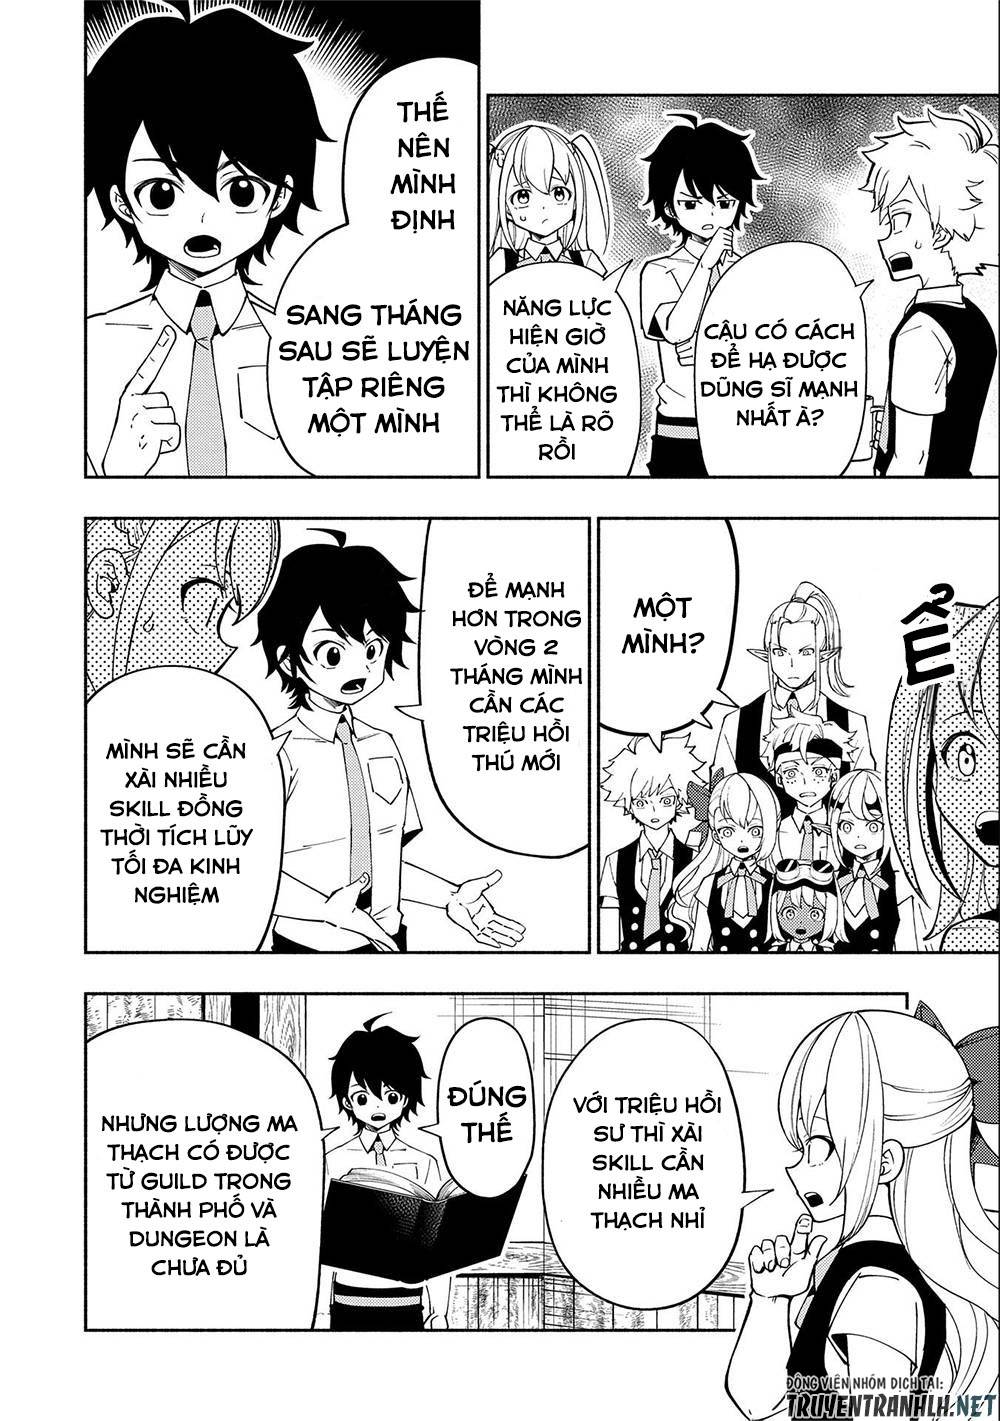 CẬU CÓ CÁCH
ĐỂ HẠ ĐƯỢC
DŨNG SĨ MẠNH
NHẤT À?
NĂNG LỰC
HIỆN GIỜ
CỦA MÌNH
THÌ KHÔNG
THỂ LÀ RÕ
RỒI
THẾ
NÊN
MÌNH
ĐỊNH
SANG THÁNG
SAU SẼ LUYỆN
TẬP RIÊNG
MỘT MÌNH
Ể
MỘT
MÌNH?
ĐỂ MẠNH
HƠN TRONG
VÒNG 2
THÁNG MÌNH
CẦN CÁC
TRIỆU HỒI
THÚ MỚI
MÌNH SẼ CẦN
XÀI NHIỀU
SKILL ĐỒNG
THỜI TÍCH LŨY
TỐI ĐA KINH
NGHIỆM
VỚI TRIỆU HỒI
SƯ THÌ XÀI
SKILL CẦN
NHIỀU MA
THẠCH NHỈ
ĐÚNG
THẾ
NHƯNG LƯỢNG MA
THẠCH CÓ ĐƯỢC
TỪ GUILD TRONG
THÀNH PHỐ VÀ
DUNGEON LÀ
CHƯA ĐỦ
ĐỘNG VIÊN NHÓM DỊCH TẠI:
TRUYENTRANHLH.NET